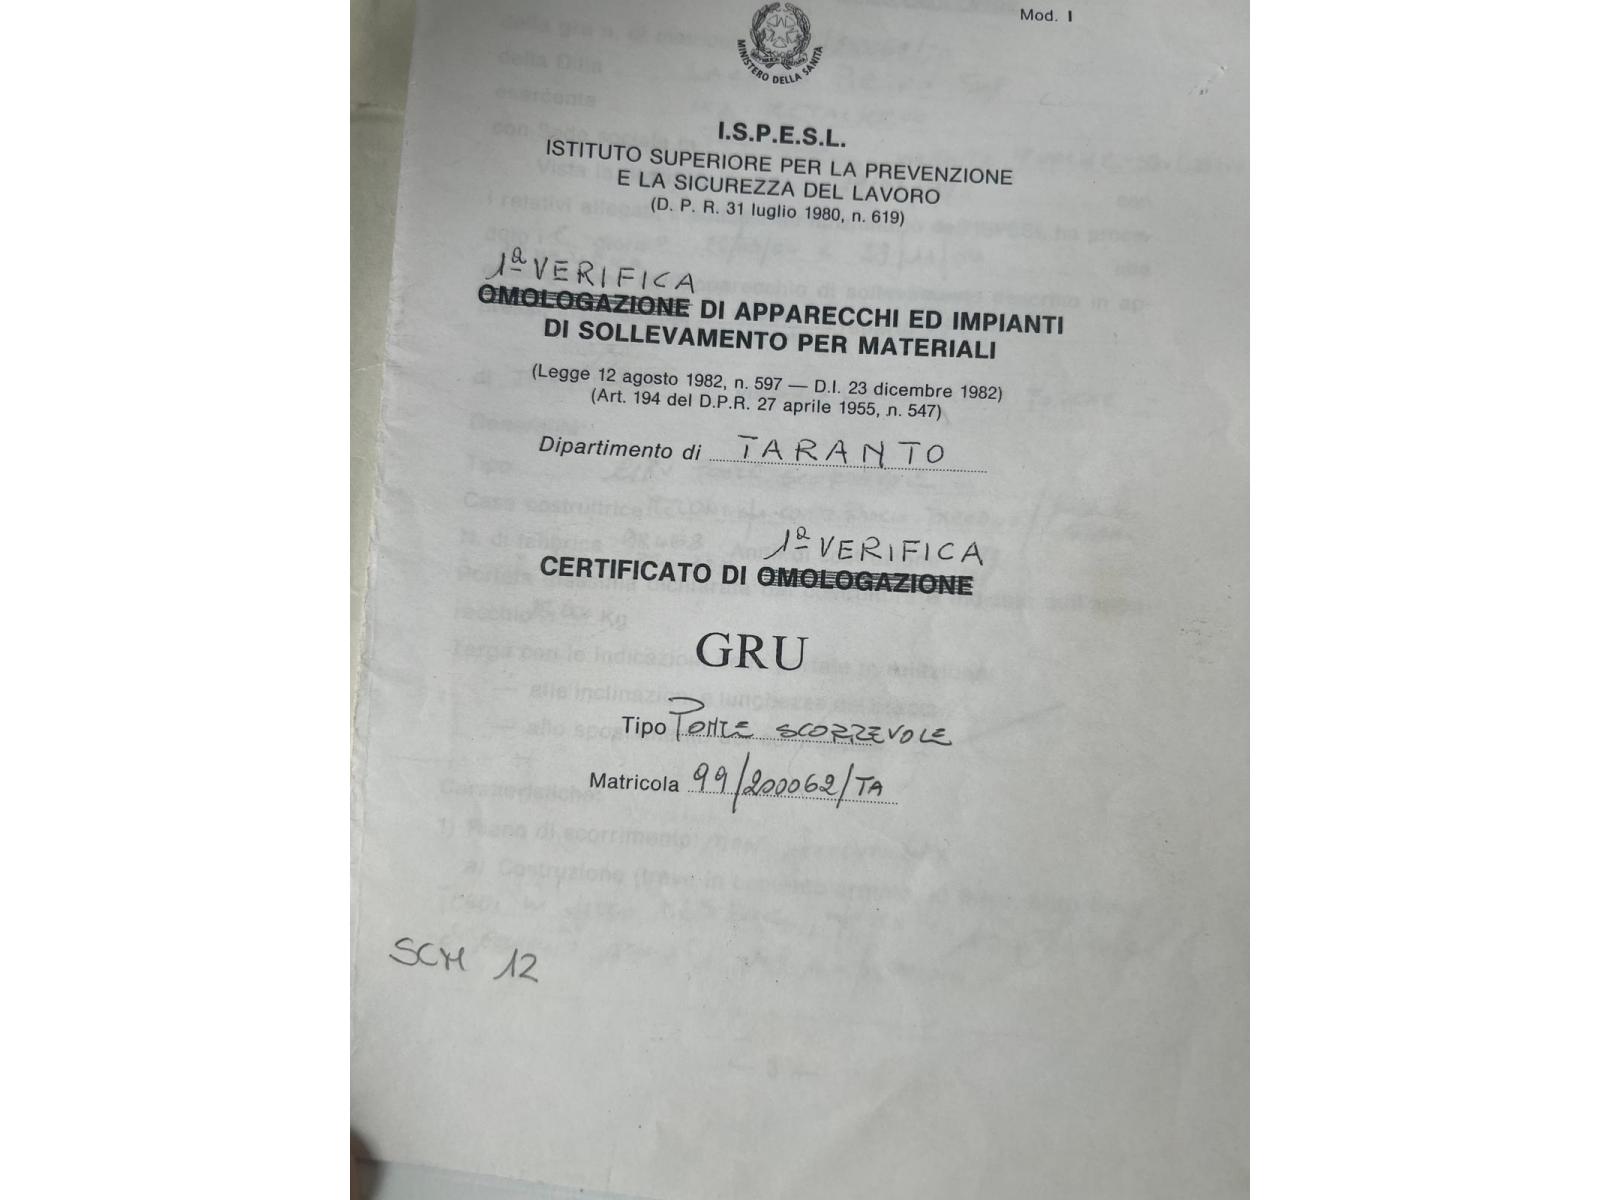 Mod. I
MINISTERO DELLA SANITA
I.S.P.E.S.L.
ISTITUTO SUPERIORE PER LA PREVENZIONE
E LA SICUREZZA DEL LAVORO
(D. P. R. 31 luglio 1980, n. 619)
1ª VERIFICA
OMOLOGAZIONE DI APPARECCHI ED IMPIANTI
DI SOLLEVAMENTO PER MATERIALI
(Legge 12 agosto 1982, n. 597 — D.I. 23 dicembre 1982)
(Art. 194 del D.P.R. 27 aprile 1955, n. 547)
Dipartimento di TARANTO
1ª VERIFICA
CERTIFICATO DI OMOLOGAZIONE
GRU
Tipo PONTE SCORREVOLE
Matricola 99/200062/TA
SCM 12